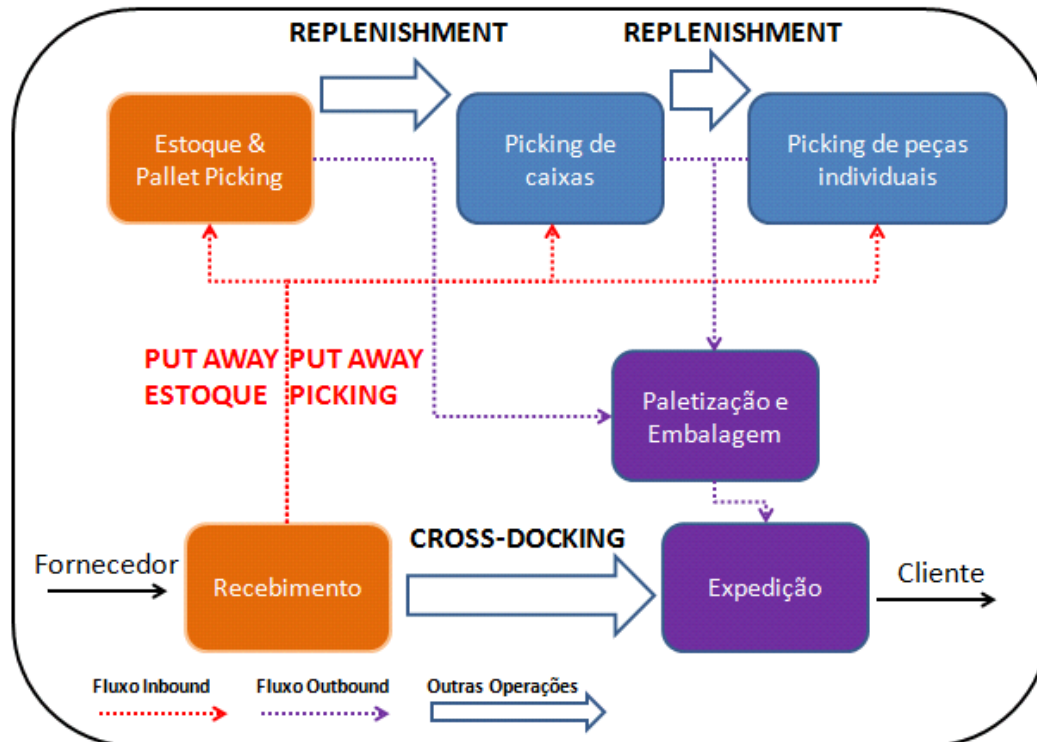 REPLENISHMENT
REPLENISHMENT
Estoque &
Pallet Picking
Picking de
caixas
Picking de peças
individuais
PUT AWAY
ESTOQUE
PUT AWAY
PICKING
Paletização e
Embalagem
CROSS-DOCKING
Fornecedor
Recebimento
Expedição
Cliente
Fluxo Inbound
Fluxo Outbound
Outras Operações